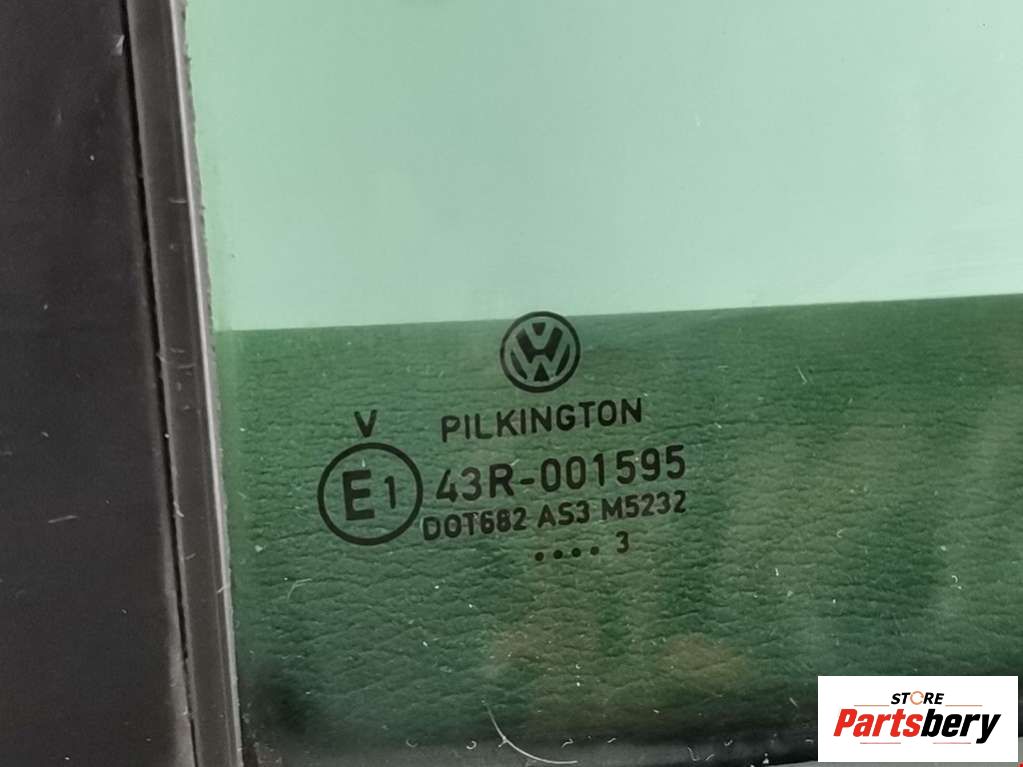 V
PILKINGTON
E1 43R-001595
DOT682 AS3 M5232
.... 3
STORE
Partsbery